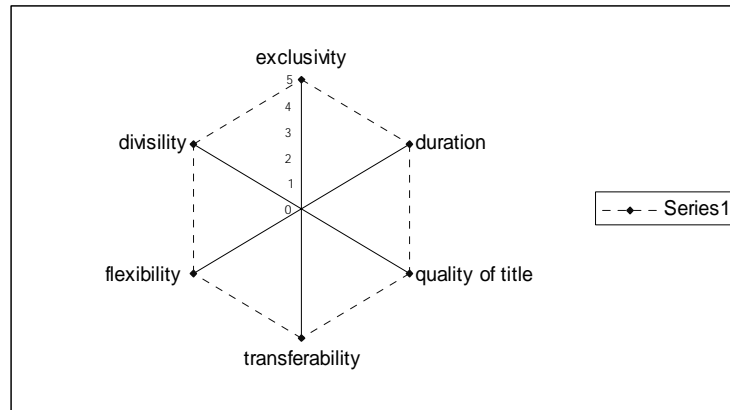 exclusivity
5
4
3
2
1
0
divisility
duration
flexibility
quality of title
transferability
Series1